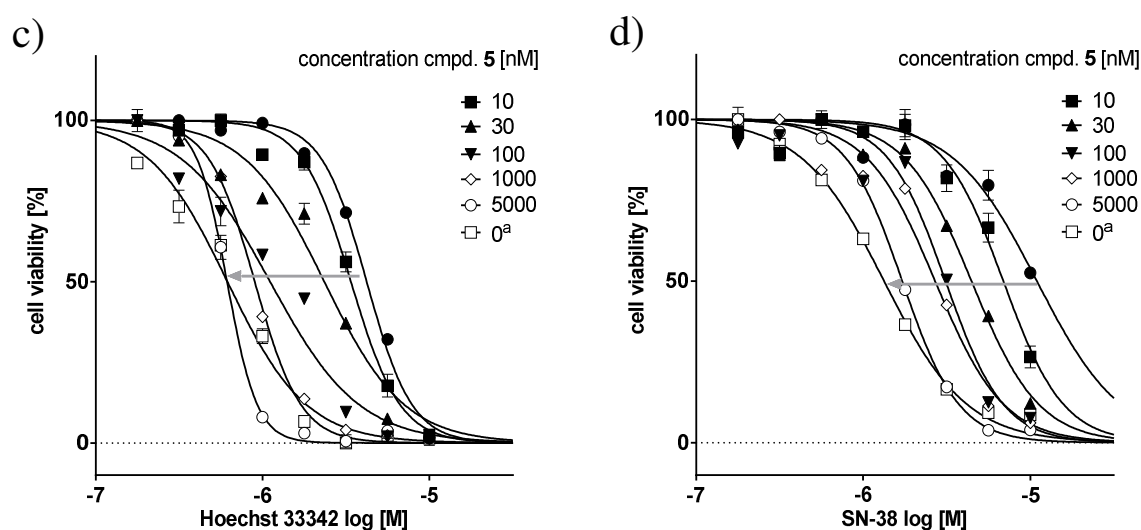 c)
concentration cmpd. 5 [nM]
10
30
100
1000
5000
0a
100
50
0
cell viability [%]
-7
-6
-5
Hoechst 33342 log [M]
d)
concentration cmpd. 5 [nM]
10
30
100
1000
5000
0a
100
50
0
cell viability [%]
-7
-6
-5
SN-38 log [M]